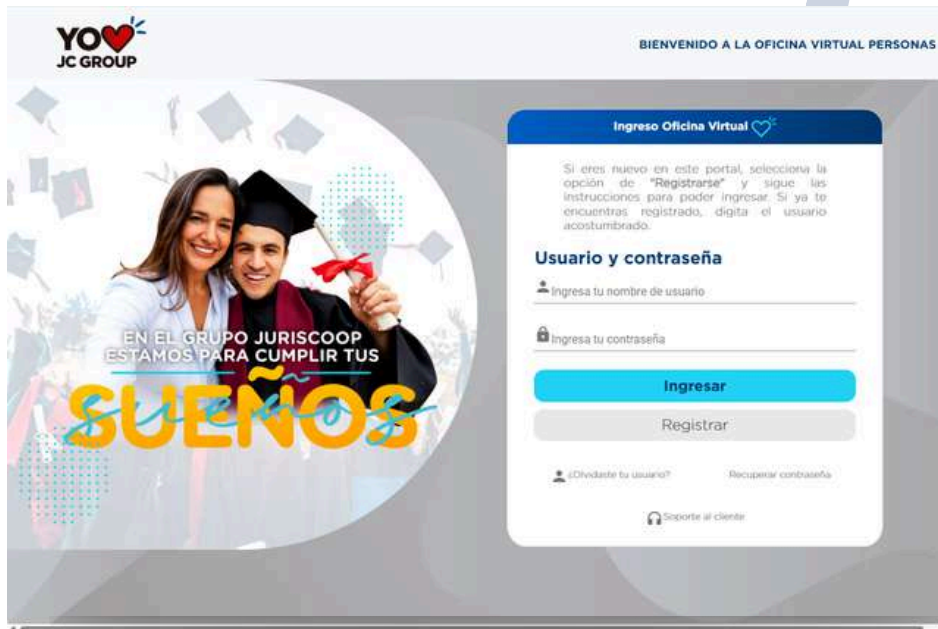 YO
JC GROUP
BIENVENIDO A LA OFICINA VIRTUAL PERSONAS
EN EL GRUPO JURISCOOP
ESTAMOS PARA CUMPLIR TUS
SUEÑOS
sueños
Ingreso Oficina Virtual
Si eres nuevo en este portal, selecciona la
opción de "Registrarse" y sigue las
instrucciones para poder ingresar. Si ya te
encuentras registrado, digita el usuario
acostumbrado.
Usuario y contraseña
Ingresa tu nombre de usuario
Ingresa tu contraseña
Ingresar
Registrar
¿Olvidaste tu usuario? Recuperar contraseña
Soporte al cliente